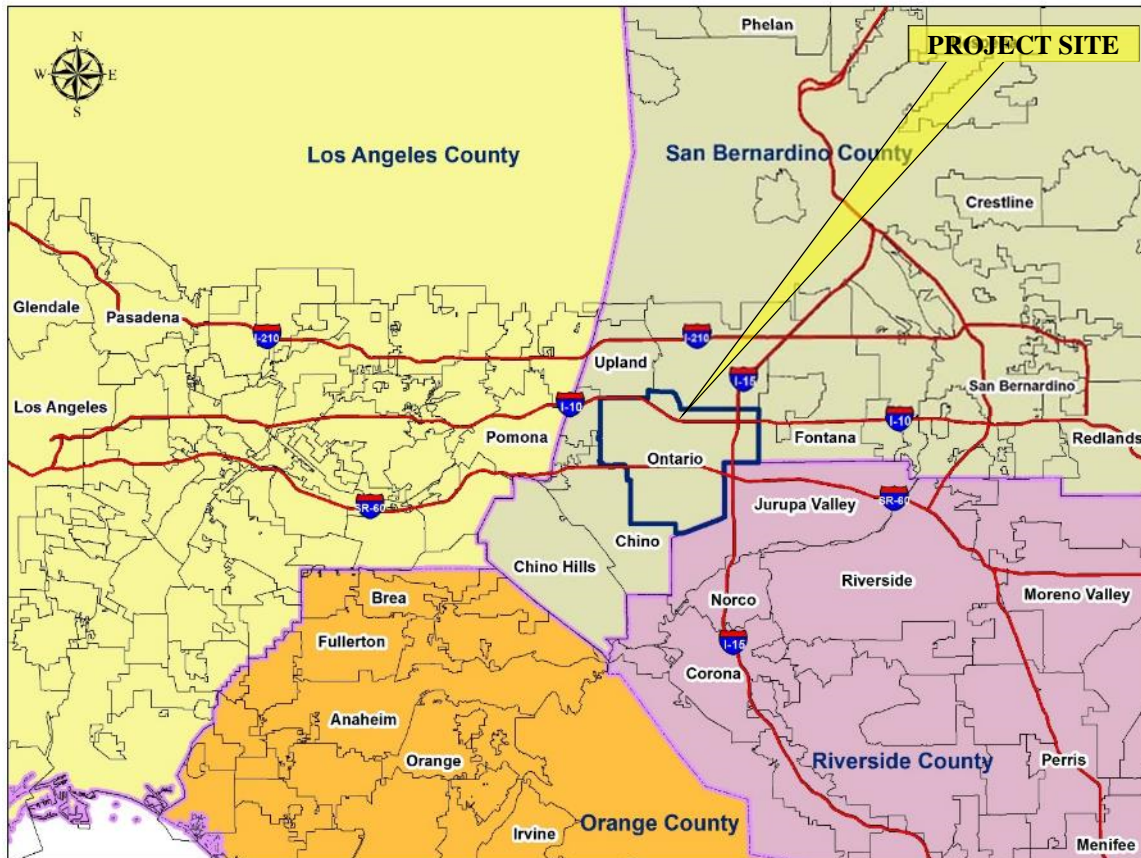 Phelan
PROJECT SITE
N
W E
S
Los Angeles County
San Bernardino County
Crestline
Glendale
Pasadena
I-210
I-210
Upland
I-15
San Bernardino
I-10
Los Angeles
Pomona
Fontana
I-10
Redlands
Ontario
SR-60
Jurupa Valley
SR-60
Chino
Chino Hills
Riverside
Brea
Norco
Moreno Valley
Fullerton
I-15
Corona
Anaheim
Orange
Riverside County
Perris
Irvine
Orange County
Menifee